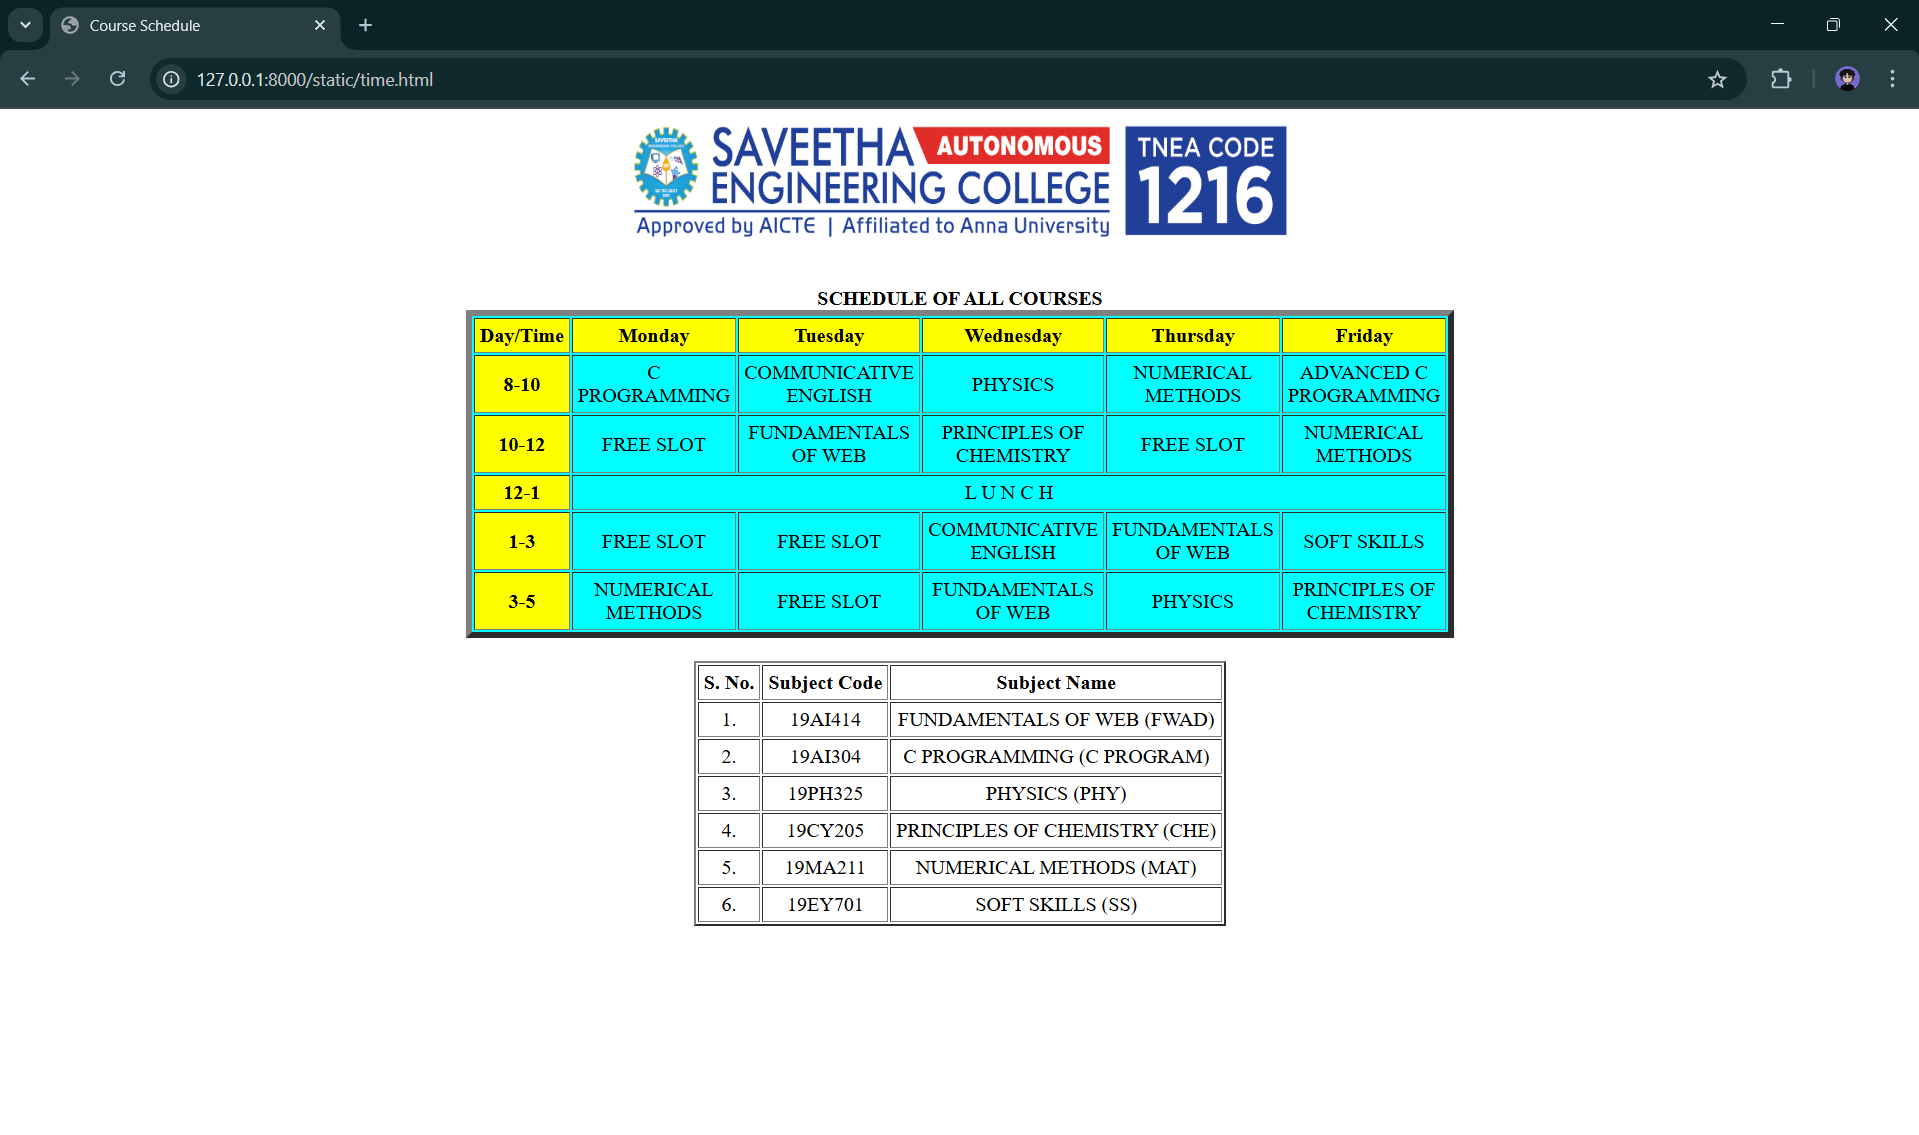 Course Schedule
127.0.0.1:8000/static/time.html
SAVEETHA AUTONOMOUS
ENGINEERING COLLEGE
Approved by AICTE | Affiliated to Anna University
TNEA CODE
1216
SCHEDULE OF ALL COURSES
Day/Time Monday Tuesday Wednesday Thursday Friday
8-10 C PROGRAMMING COMMUNICATIVE ENGLISH PHYSICS NUMERICAL METHODS ADVANCED C PROGRAMMING
10-12 FREE SLOT FUNDAMENTALS OF WEB PRINCIPLES OF CHEMISTRY FREE SLOT NUMERICAL METHODS
12-1 L U N C H
1-3 FREE SLOT FREE SLOT COMMUNICATIVE ENGLISH FUNDAMENTALS OF WEB SOFT SKILLS
3-5 NUMERICAL METHODS FREE SLOT FUNDAMENTALS OF WEB PHYSICS PRINCIPLES OF CHEMISTRY
S. No. Subject Code Subject Name
1. 19AI414 FUNDAMENTALS OF WEB (FWAD)
2. 19AI304 C PROGRAMMING (C PROGRAM)
3. 19PH325 PHYSICS (PHY)
4. 19CY205 PRINCIPLES OF CHEMISTRY (CHE)
5. 19MA211 NUMERICAL METHODS (MAT)
6. 19EY701 SOFT SKILLS (SS)